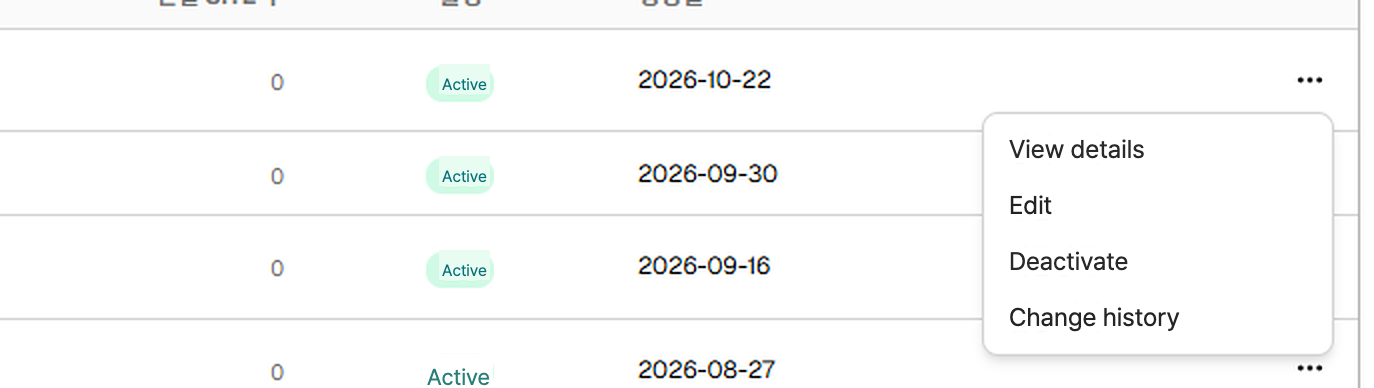 0 Active 2026-10-22 •••
View details
0 Active 2026-09-30
Edit
0 Active 2026-09-16
Deactivate
Change history
0 Active 2026-08-27 •••